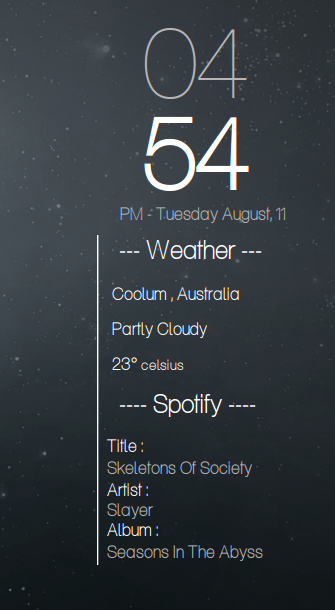 04
54
PM - Tuesday August, 11
--- Weather ---
Coolum , Australia
Partly Cloudy
23° celsius
---- Spotify ----
Title :
Skeletons Of Society
Artist :
Slayer
Album :
Seasons In The Abyss